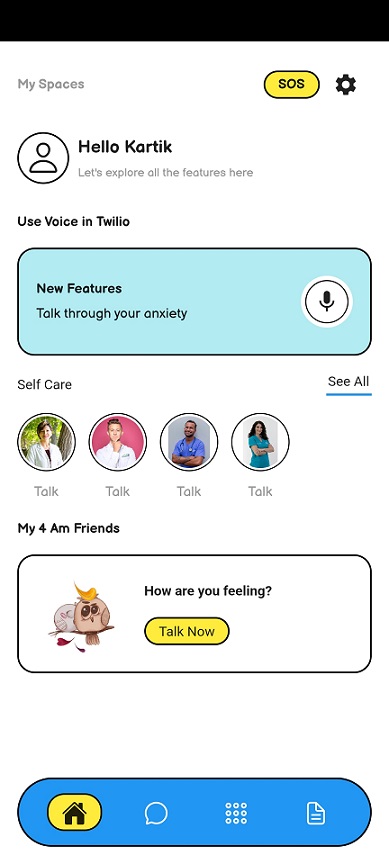 My Spaces
SOS
Hello Kartik
Let's explore all the features here
Use Voice in Twilio
New Features
Talk through your anxiety
Self Care
See All
Talk
Talk
Talk
Talk
My 4 Am Friends
How are you feeling?
Talk Now